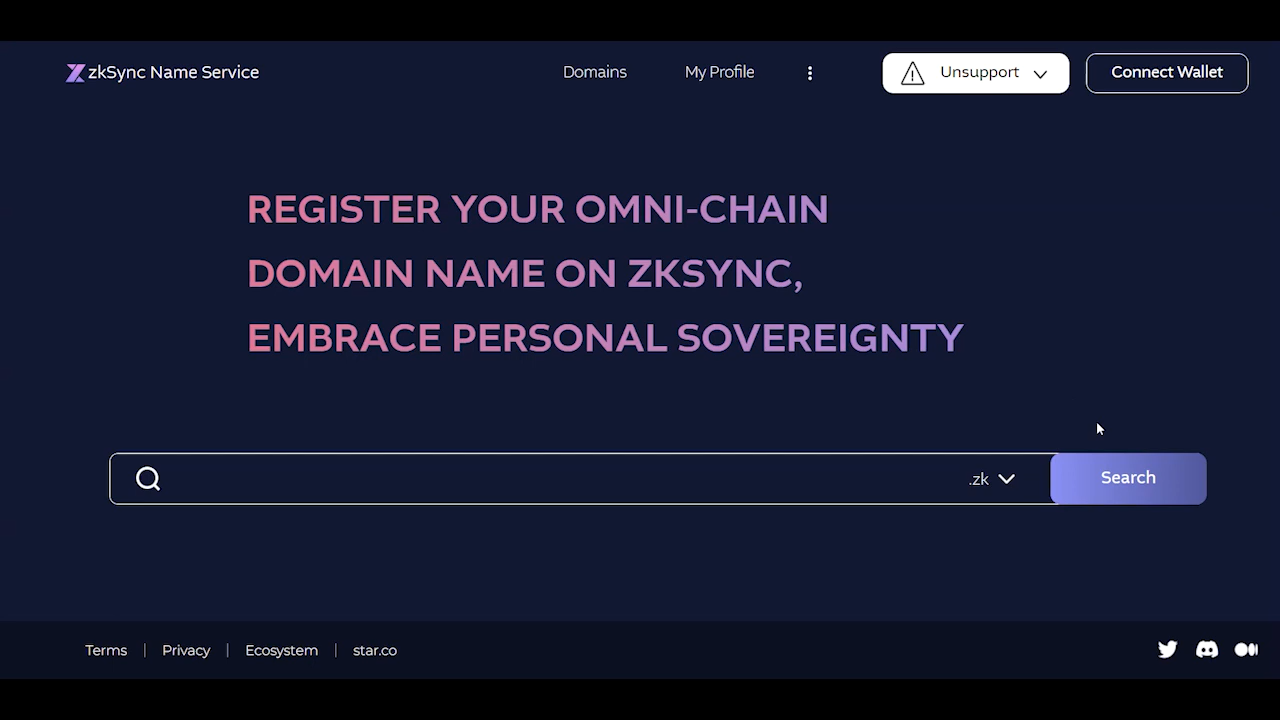 zkSync Name Service
Domains
My Profile
Unsupport
Connect Wallet
REGISTER YOUR OMNI-CHAIN
DOMAIN NAME ON ZKSYNC,
EMBRACE PERSONAL SOVEREIGNTY
.zk
Search
Terms | Privacy | Ecosystem | star.co